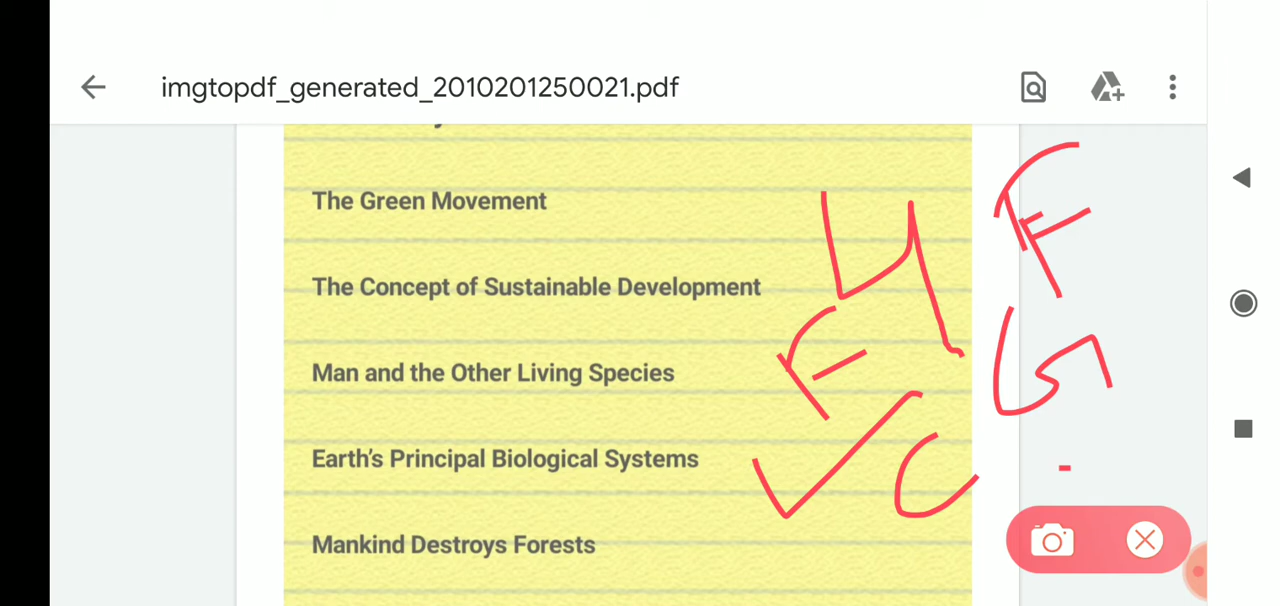 imgtopdf_generated_2010201250021.pdf
The Green Movement
The Concept of Sustainable Development
Man and the Other Living Species
Earth's Principal Biological Systems
Mankind Destroys Forests